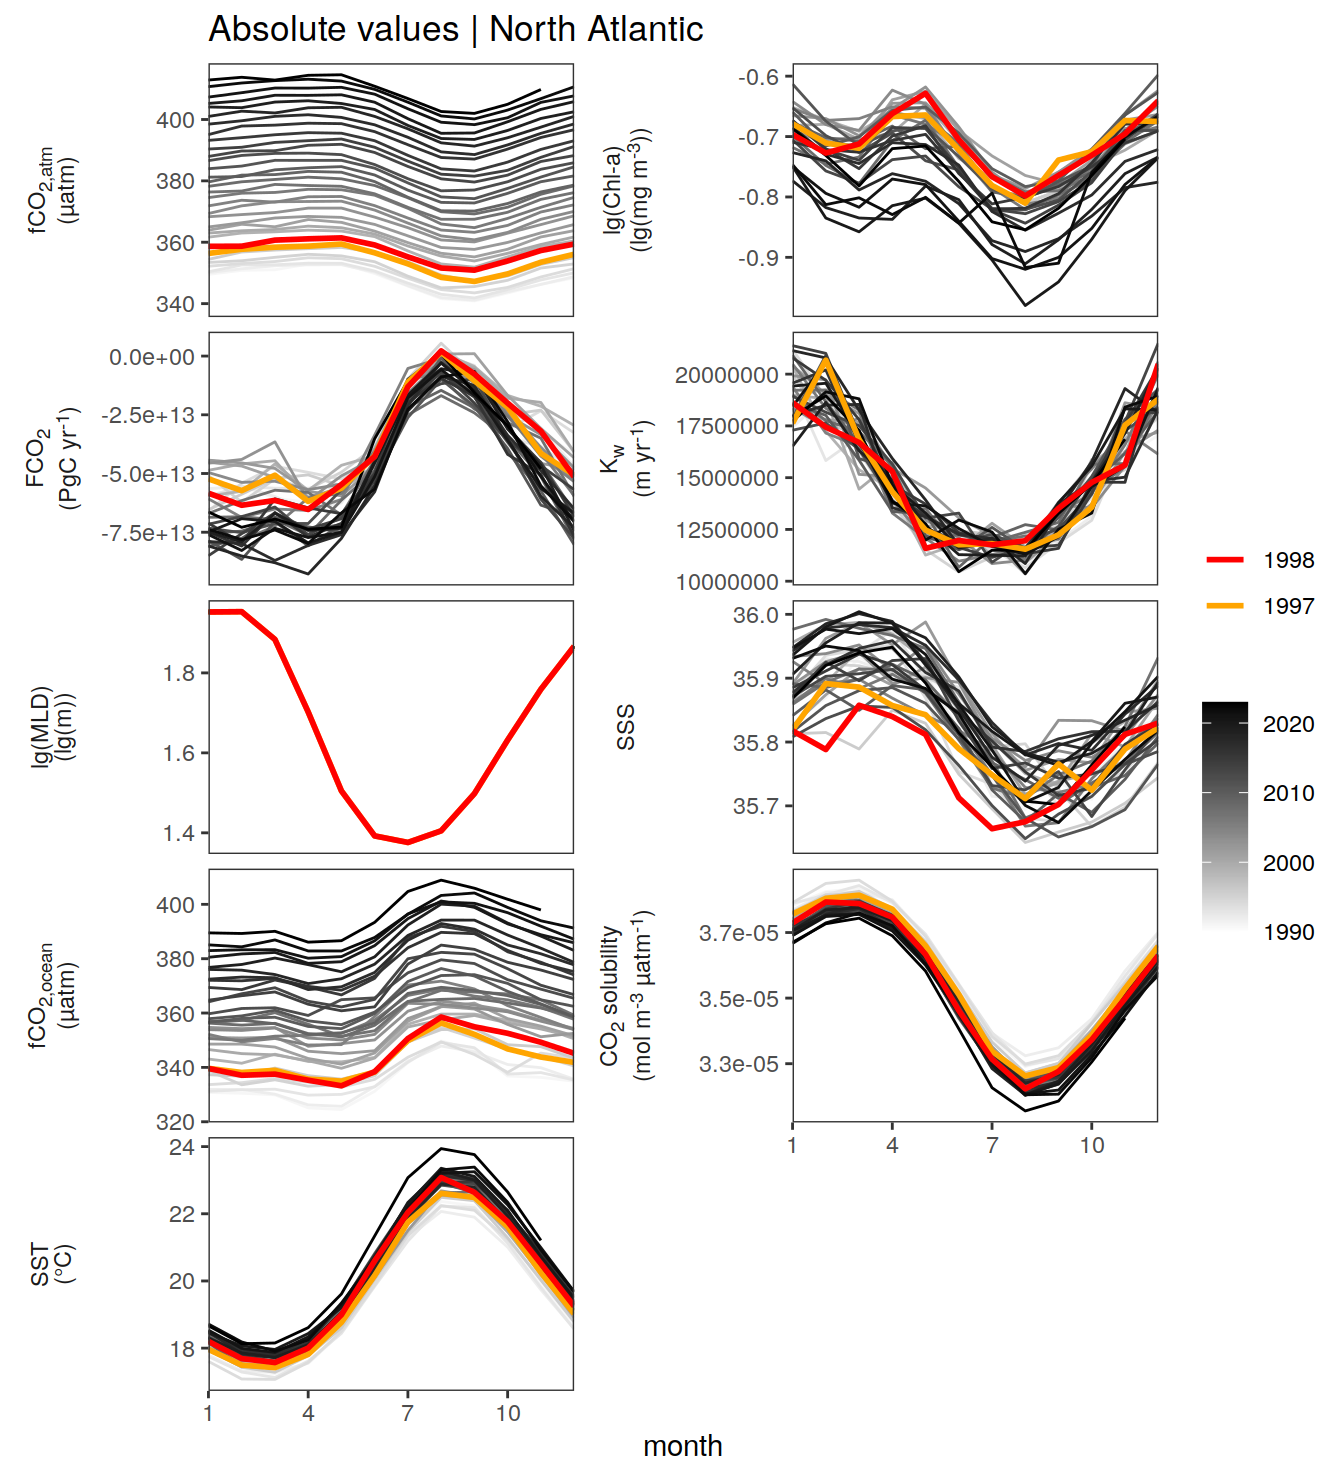 Absolute values | North Atlantic
fCO2,atm
(µatm)
400
380
360
340
lg(Chl-a)
(lg(mg m-3))
-0.6
-0.7
-0.8
-0.9
FCO2
(PgC yr-1)
0.0e+00
-2.5e+13
-5.0e+13
-7.5e+13
Kw
(m yr-1)
20000000
17500000
15000000
12500000
10000000
lg(MLD)
(lg(m))
1.8
1.6
1.4
SSS
36.0
35.9
35.8
35.7
fCO2,ocean
(µatm)
400
380
360
340
320
CO2 solubility
(mol m-3 µatm-1)
3.7e-05
3.5e-05
3.3e-05
1
4
7
10
SST
(°C)
24
22
20
18
1
4
7
10
month
1998
1997
2020
2010
2000
1990